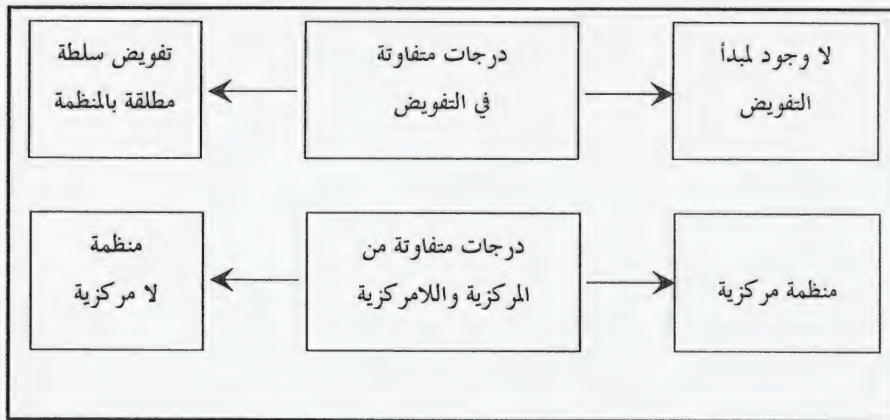 لا وجود لمبدأ
التفويض
درجات متفاوتة
في التفويض
تفويض سلطة
مطلقة بالمنظمة
منظمة مركزية
درجات متفاوتة من
المركزية واللامركزية
منظمة
لا مركزية